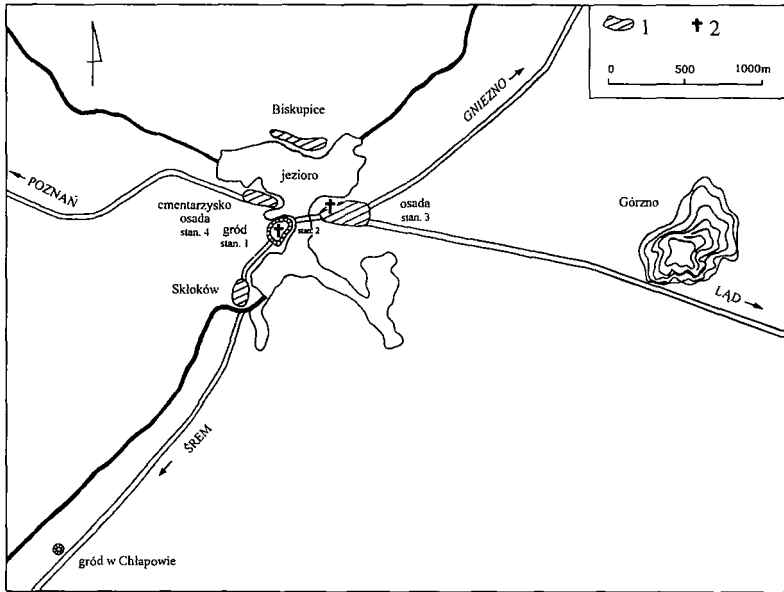 1 2
0 500 1000m
GNIEZNO
Biskupice
jezioro
POZNAŃ
cmentarzysko
osada
stan. 4
gród
stan. 1
stan. 2
osada
stan. 3
Górzno
LĄD
Skłoków
ŚREM
gród w Chłapowie